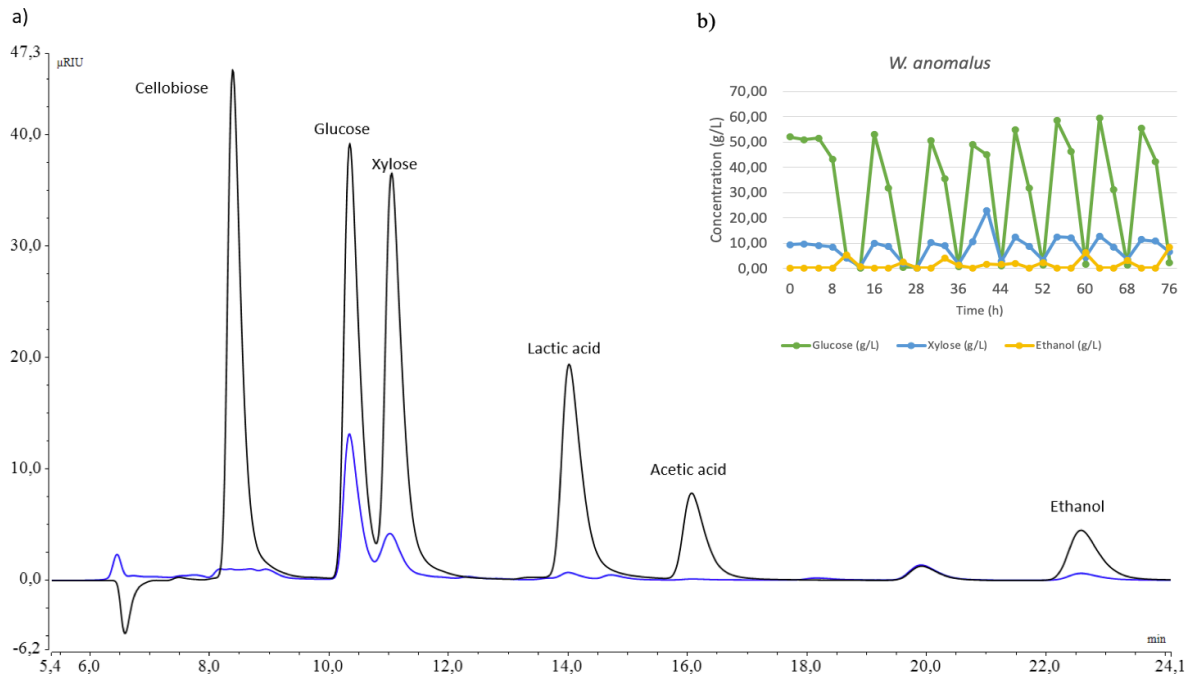 a)
47,3
µRIU
40,0
30,0
20,0
10,0
0,0
-6,2
Cellobiose
Glucose
Xylose
Lactic acid
Acetic acid
Ethanol
min
5,4 6,0 8,0 10,0 12,0 14,0 16,0 18,0 20,0 22,0 24,1
b)
W. anomalus
Concentration (g/L)
70,00
60,00
50,00
40,00
30,00
20,00
10,00
0,00
0 8 16 28 36 44 52 60 68 76
Time (h)
Glucose (g/L) Xylose (g/L) Ethanol (g/L)